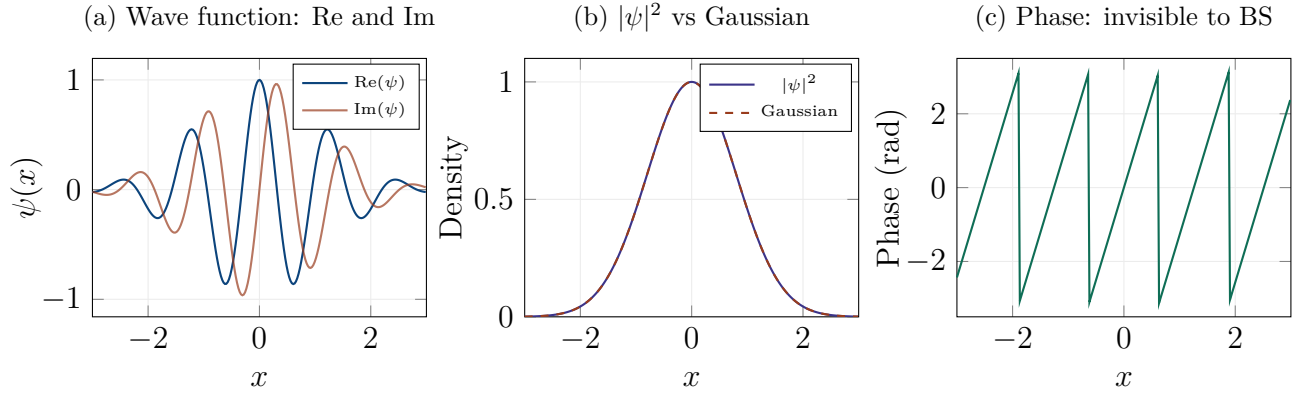 (a) Wave function: Re and Im
1
0
−1
−2
0
2
ψ(x)
x
Re(ψ)
Im(ψ)
(b) |ψ|² vs Gaussian
1
0.5
0
−2
0
2
Density
x
|ψ|²
Gaussian
(c) Phase: invisible to BS
2
0
−2
−2
0
2
Phase (rad)
x